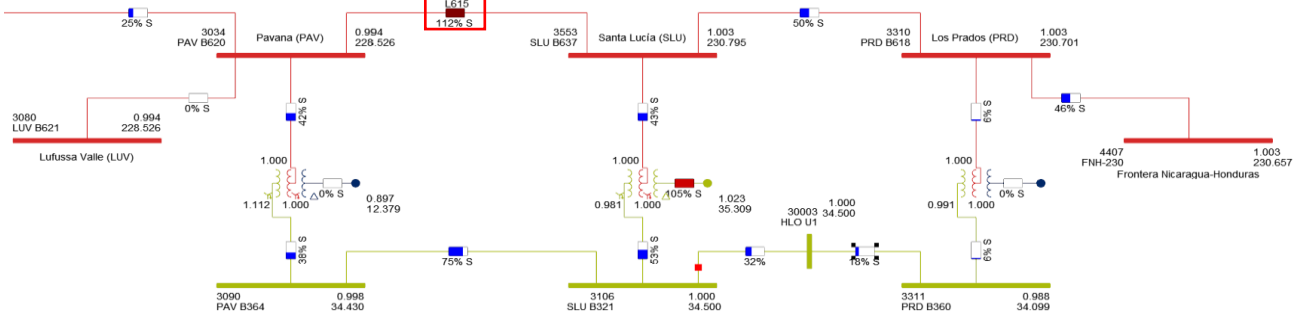 L615
25% S
112% S
50% S
3034
PAV B620
Pavana (PAV)
0.994
228.526
3553
SLU B637
Santa Lucía (SLU)
1.003
230.795
3310
PRD B618
Los Prados (PRD)
1.003
230.701
0% S
42% S
43% S
6% S
46% S
3080
LUV B621
0.994
228.526
Lufussa Valle (LUV)
4407
FNH-230
1.003
230.657
Frontera Nicaragua-Honduras
1.000
0% S
1.112
1.000
0.897
12.379
1.000
105% S
0.981
1.000
1.023
35.309
30003
HLO U1
1.000
34.500
1.000
0% S
0.991
1.000
38% S
75% S
53% S
32%
18% S
6% S
3090
PAV B364
0.998
34.430
3106
SLU B321
1.000
34.500
3311
PRD B360
0.988
34.099